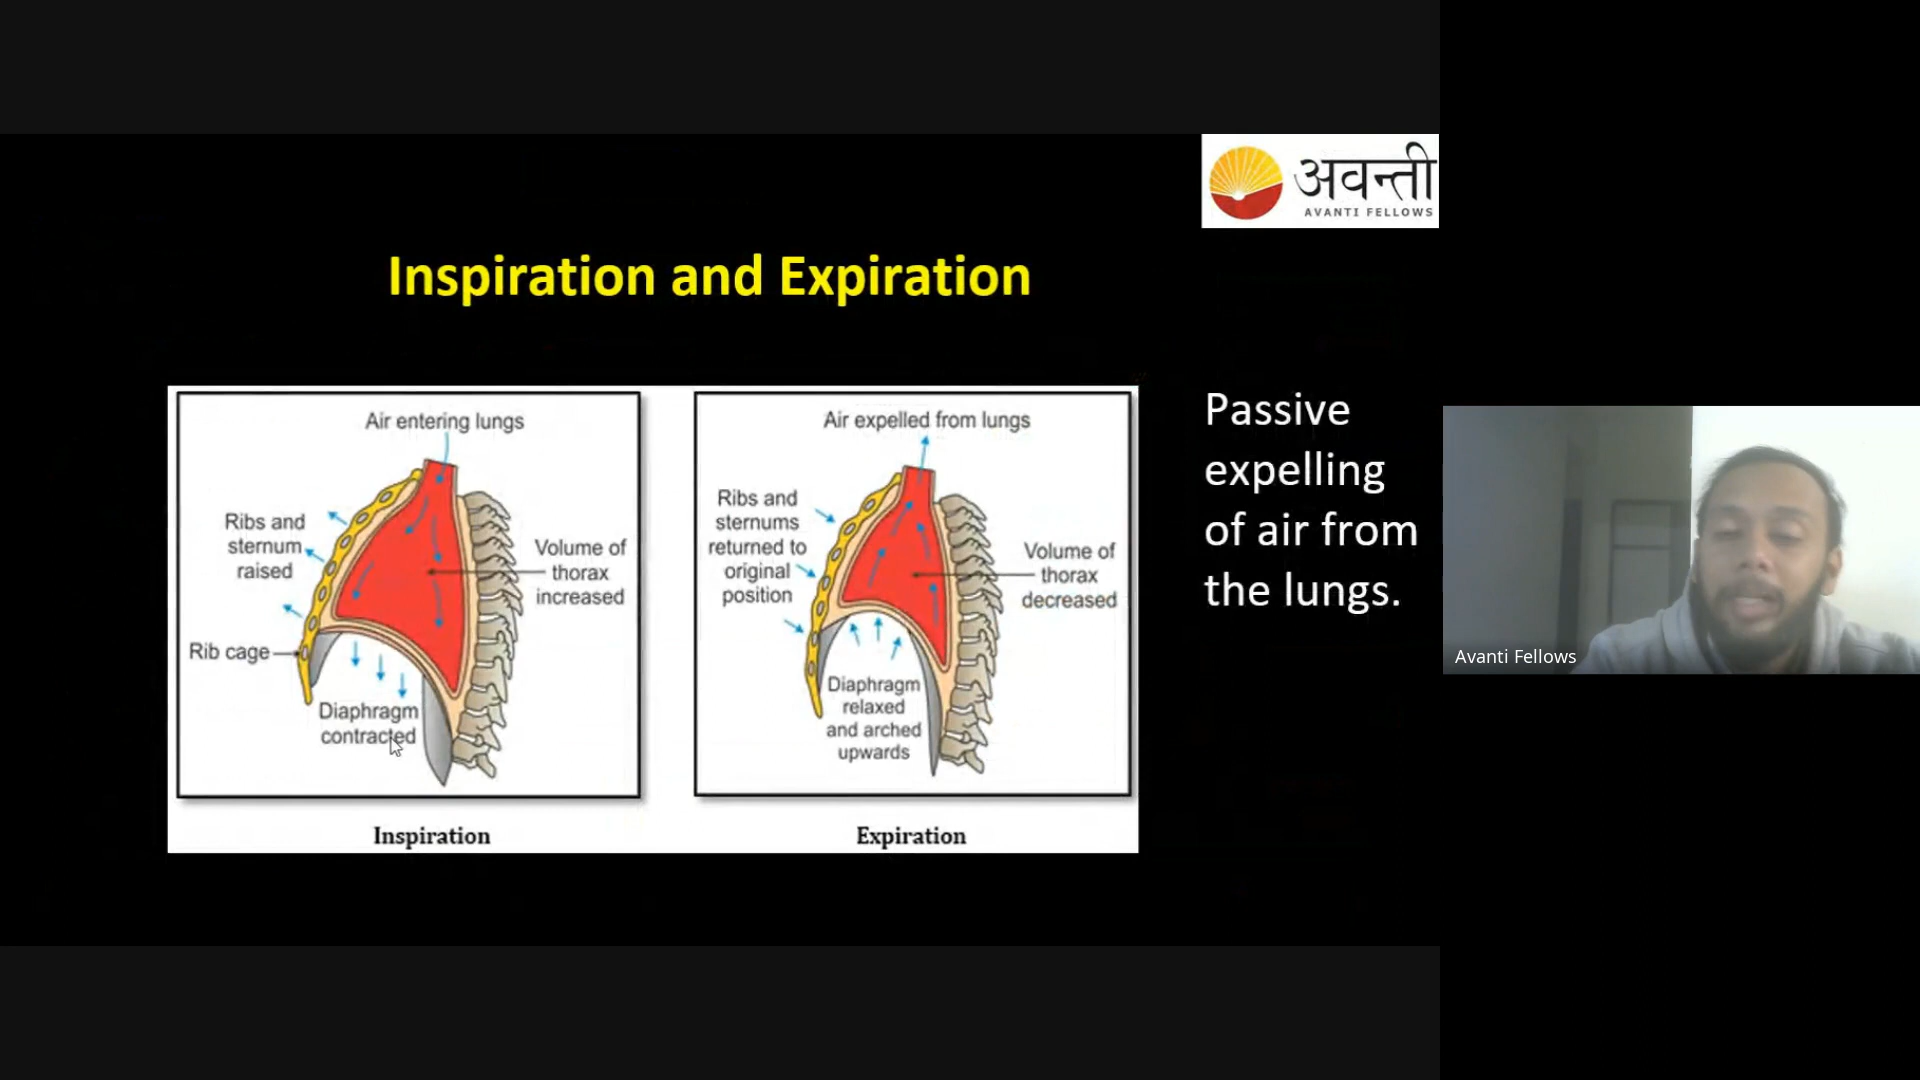 अवन्ती
AVANTI FELLOWS
Inspiration and Expiration
Air entering lungs
Ribs and
sternum
raised
Volume of
thorax
increased
Rib cage
Diaphragm
contracted
Inspiration
Air expelled from lungs
Ribs and
sternums
returned to
original
position
Volume of
thorax
decreased
Diaphragm
relaxed
and arched
upwards
Expiration
Passive
expelling
of air from
the lungs.
Avanti Fellows